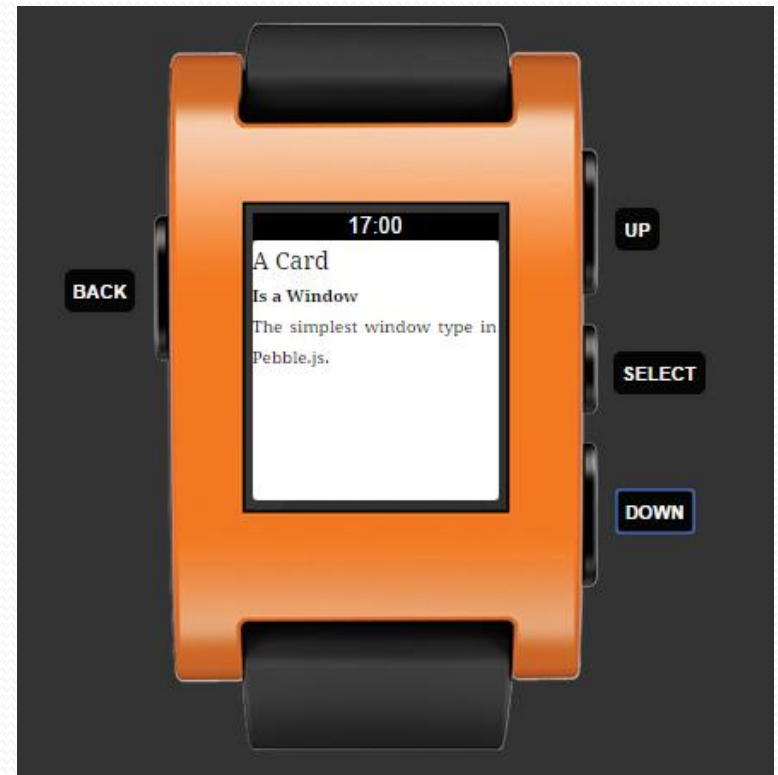 17:00
A Card
Is a Window
The simplest window type in
Pebble.js.
BACK
UP
SELECT
DOWN